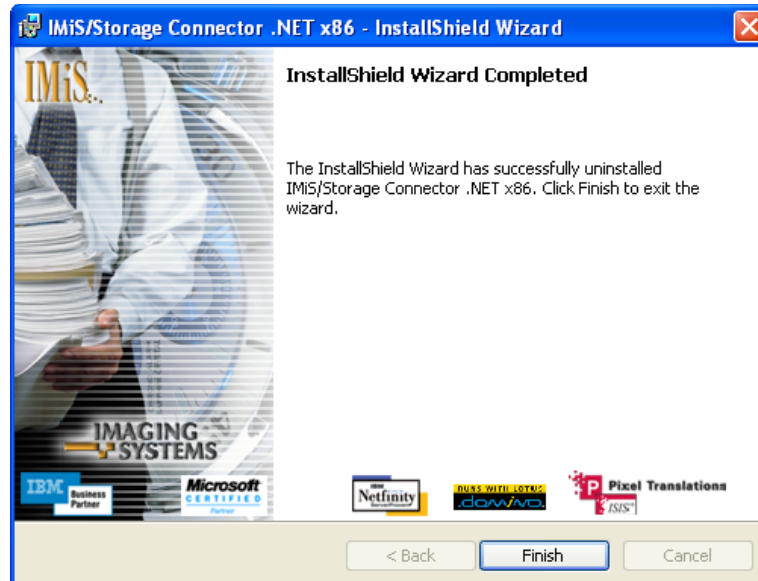 IMiS/Storage Connector .NET x86 - InstallShield Wizard
IMiS
InstallShield Wizard Completed
The InstallShield Wizard has successfully uninstalled
IMiS/Storage Connector .NET x86. Click Finish to exit the
wizard.
IMAGING
SYSTEMS
IBM Business
Partner
Microsoft
CERTIFIED
Partner
Netfinity
RUNS WITH LOTUS
domino.
Pixel Translations
ISIS
< Back
Finish
Cancel